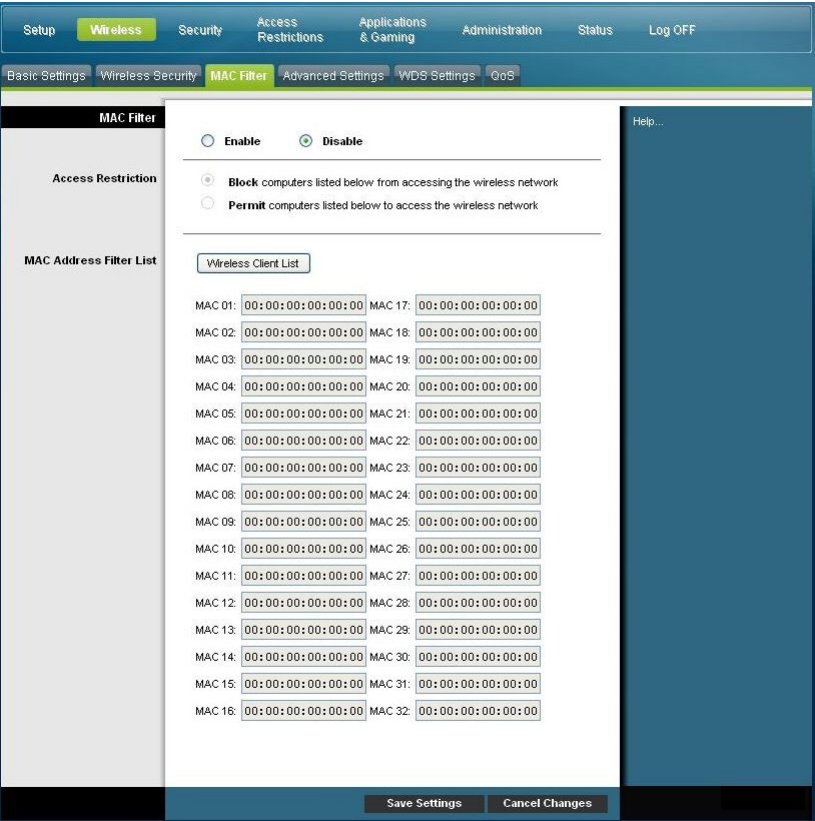 Setup Wireless Security Access Restrictions Applications & Gaming Administration Status Log OFF
Basic Settings Wireless Security MAC Filter Advanced Settings WDS Settings QoS
MAC Filter
Help...
Enable Disable
Access Restriction
Block computers listed below from accessing the wireless network
Permit computers listed below to access the wireless network
MAC Address Filter List
Wireless Client List
MAC 01: 00:00:00:00:00:00 MAC 17: 00:00:00:00:00:00
MAC 02: 00:00:00:00:00:00 MAC 18: 00:00:00:00:00:00
MAC 03: 00:00:00:00:00:00 MAC 19: 00:00:00:00:00:00
MAC 04: 00:00:00:00:00:00 MAC 20: 00:00:00:00:00:00
MAC 05: 00:00:00:00:00:00 MAC 21: 00:00:00:00:00:00
MAC 06: 00:00:00:00:00:00 MAC 22: 00:00:00:00:00:00
MAC 07: 00:00:00:00:00:00 MAC 23: 00:00:00:00:00:00
MAC 08: 00:00:00:00:00:00 MAC 24: 00:00:00:00:00:00
MAC 09: 00:00:00:00:00:00 MAC 25: 00:00:00:00:00:00
MAC 10: 00:00:00:00:00:00 MAC 26: 00:00:00:00:00:00
MAC 11: 00:00:00:00:00:00 MAC 27: 00:00:00:00:00:00
MAC 12: 00:00:00:00:00:00 MAC 28: 00:00:00:00:00:00
MAC 13: 00:00:00:00:00:00 MAC 29: 00:00:00:00:00:00
MAC 14: 00:00:00:00:00:00 MAC 30: 00:00:00:00:00:00
MAC 15: 00:00:00:00:00:00 MAC 31: 00:00:00:00:00:00
MAC 16: 00:00:00:00:00:00 MAC 32: 00:00:00:00:00:00
Save Settings Cancel Changes